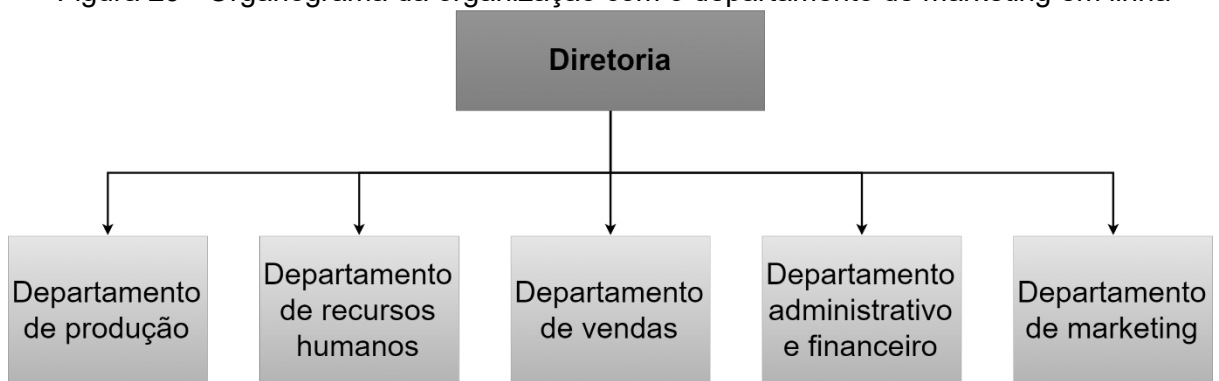 Diretoria
Departamento
de produção
Departamento
de recursos
humanos
Departamento
de vendas
Departamento
administrativo
e financeiro
Departamento
de marketing